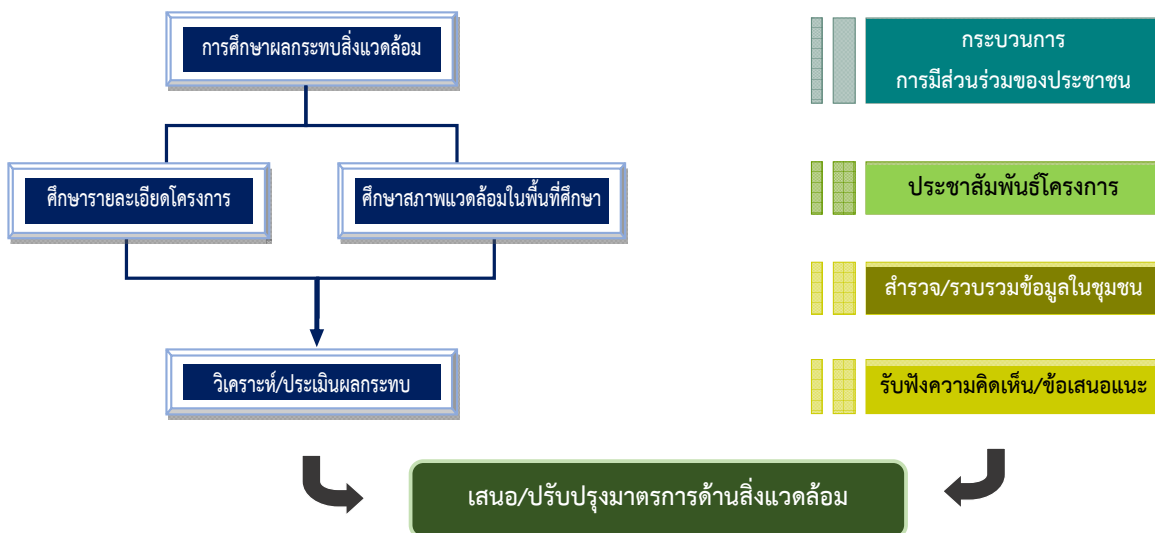 การศึกษาผลกระทบสิ่งแวดล้อม
ศึกษารายละเอียดโครงการ
ศึกษาสภาพแวดล้อมในพื้นที่ศึกษา
วิเคราะห์/ประเมินผลกระทบ
กระบวนการ
การมีส่วนร่วมของประชาชน
ประชาสัมพันธ์โครงการ
สำรวจ/รวบรวมข้อมูลในชุมชน
รับฟังความคิดเห็น/ข้อเสนอแนะ
เสนอ/ปรับปรุงมาตรการด้านสิ่งแวดล้อม